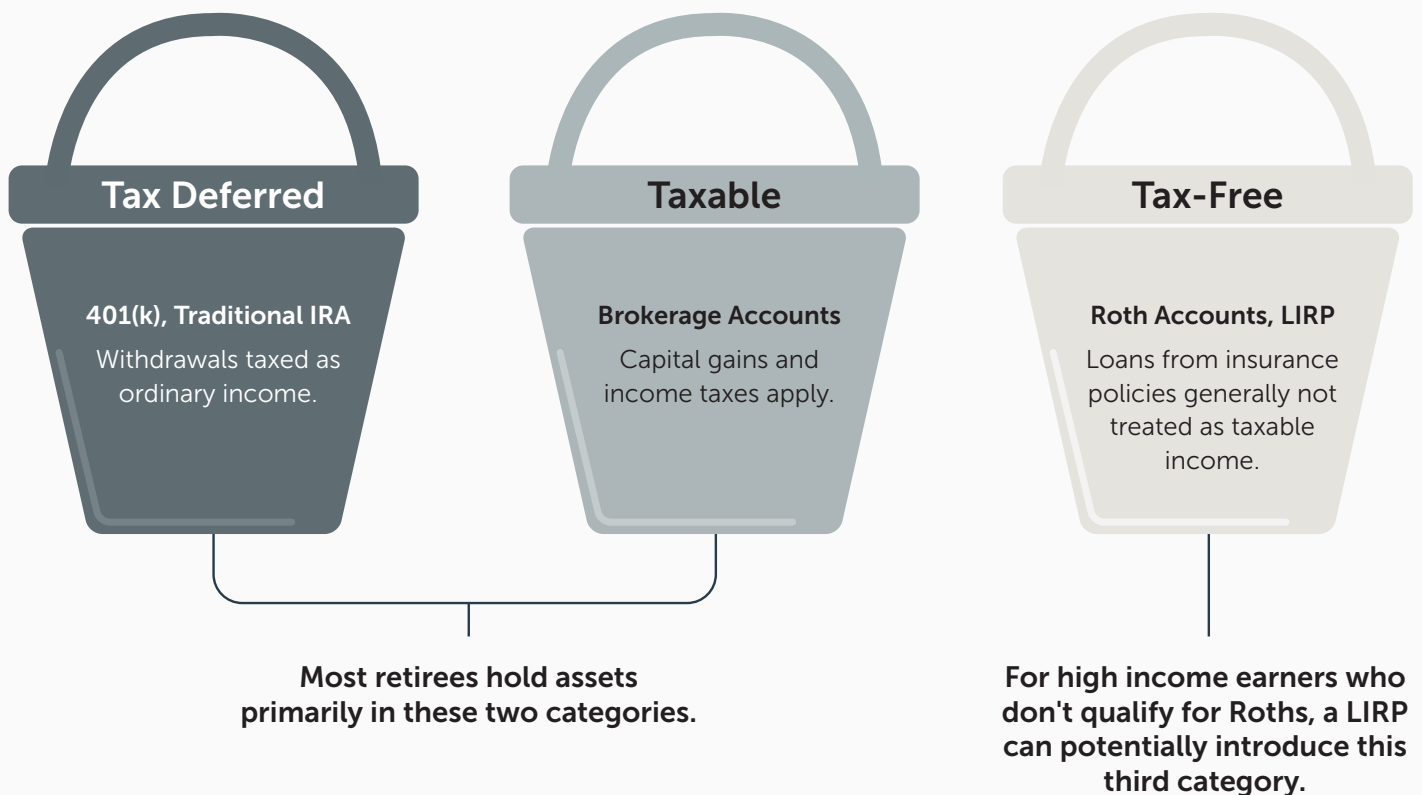 Tax Deferred
401(k), Traditional IRA
Withdrawals taxed as
ordinary income.
Taxable
Brokerage Accounts
Capital gains and
income taxes apply.
Tax-Free
Roth Accounts, LIRP
Loans from insurance
policies generally not
treated as taxable
income.
Most retirees hold assets
primarily in these two categories.
For high income earners who
don't qualify for Roths, a LIRP
can potentially introduce this
third category.